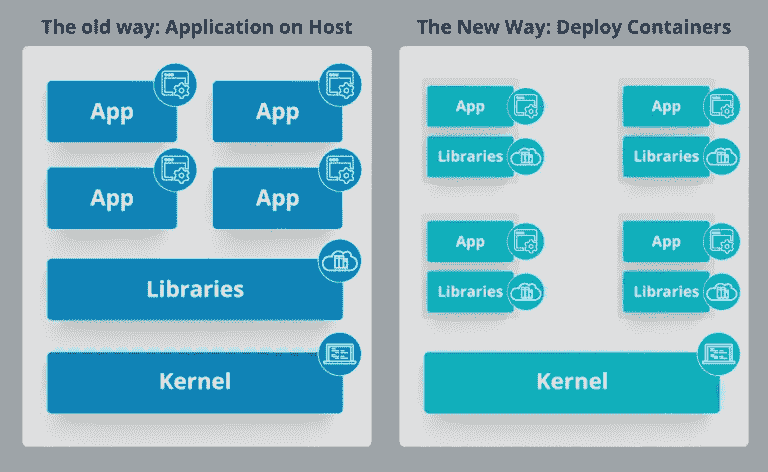 The old way: Application on Host
App
App
App
App
Libraries
Kernel
The New Way: Deploy Containers
App
Libraries
App
Libraries
App
Libraries
App
Libraries
Kernel